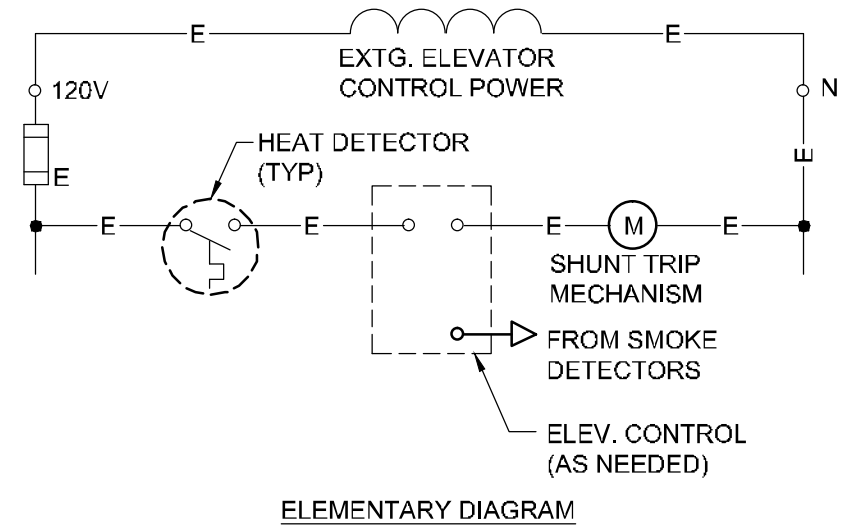 E
E
EXTG. ELEVATOR
CONTROL POWER
120V
N
HEAT DETECTOR
(TYP)
E
E
E
E
E
M
E
SHUNT TRIP
MECHANISM
FROM SMOKE
DETECTORS
ELEV. CONTROL
(AS NEEDED)
ELEMENTARY DIAGRAM